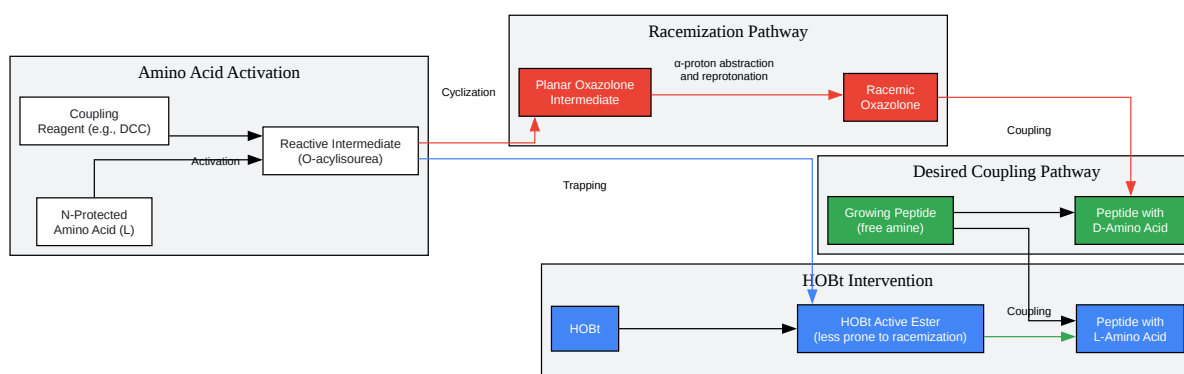 Amino Acid Activation
Coupling
Reagent (e.g., DCC)
N-Protected
Amino Acid (L)
Activation
Reactive Intermediate
(O-acylisourea)
Cyclization
Trapping
Racemization Pathway
Planar Oxazolone
Intermediate
α-proton abstraction
and reprotonation
Racemic
Oxazolone
Coupling
Desired Coupling Pathway
Growing Peptide
(free amine)
Peptide with
D-Amino Acid
HOBt Intervention
HOBt
HOBt Active Ester
(less prone to racemization)
Coupling
Peptide with
L-Amino Acid